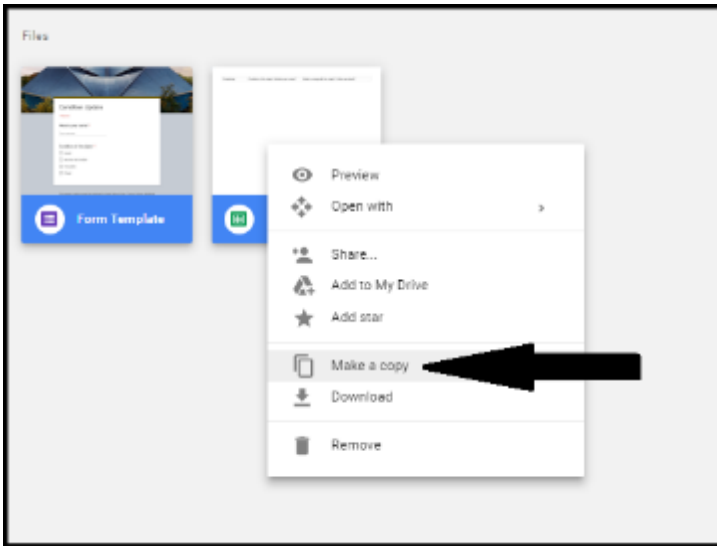 Files
Form Template
Preview
Open with
Share...
Add to My Drive
Add star
Make a copy
Download
Remove